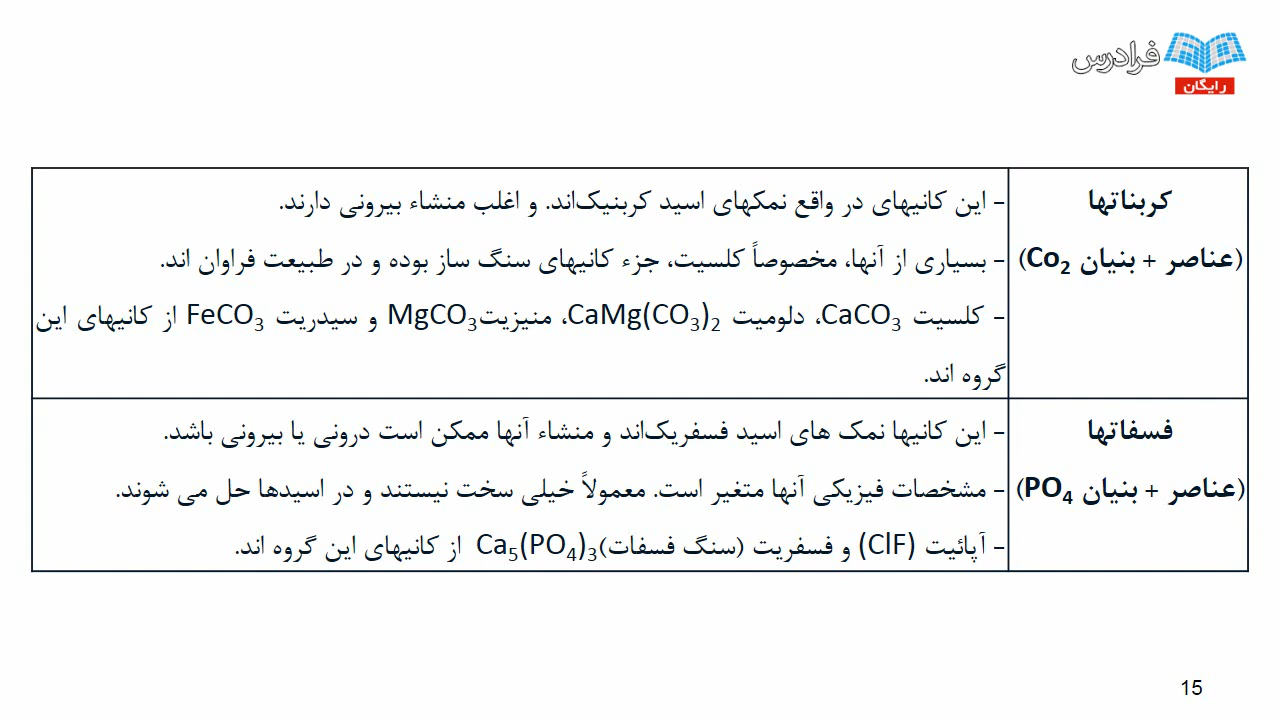 فرادرس
رایگان
کربناتها
(عناصر + بنیان Co₂)
- این کانیهای در واقع نمکهای اسید کربنیک‌اند. و اغلب منشاء بیرونی دارند.
- بسیاری از آنها، مخصوصاً کلسیت، جزء کانیهای سنگ ساز بوده و در طبیعت فراوان اند.
- کلسیت CaCO₃، دلومیت CaMg(CO₃)₂، منیزیت MgCO₃ و سیدریت FeCO₃ از کانیهای این
گروه اند.
فسفاتها
(عناصر + بنیان PO₄)
- این کانیها نمک های اسید فسفریک‌اند و منشاء آنها ممکن است درونی یا بیرونی باشد.
- مشخصات فیزیکی آنها متغیر است. معمولاً خیلی سخت نیستند و در اسیدها حل می شوند.
- آپائیت (ClF) و فسفریت (سنگ فسفات) Ca₅(PO₄)₃ از کانیهای این گروه اند.
15